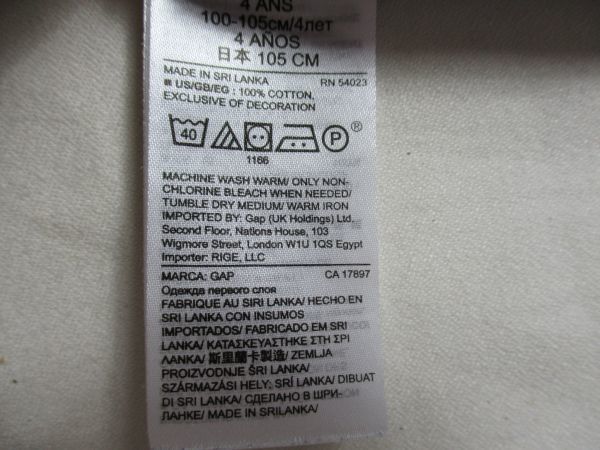 4 ANS
100-105см/4лет
4 AÑOS
日本 105 CM
MADE IN SRI LANKA RN 54023
US/GB/EG : 100% COTTON,
EXCLUSIVE OF DECORATION
40 P ®
1166
MACHINE WASH WARM/ ONLY NON-
CHLORINE BLEACH WHEN NEEDED/
TUMBLE DRY MEDIUM/ WARM IRON
IMPORTED BY: Gap (UK Holdings) Ltd.
Second Floor, Nations House, 103
Wigmore Street, London W1U 1QS Egypt
Importer: RIGE, LLC
MARCA: GAP CA 17897
Одежда первого слоя
FABRIQUE AU SIRI LANKA/ HECHO EN
SRI LANKA CON INSUMOS
IMPORTADOS/ FABRICADO EM SRI
LANKA/ ΚΑΤΑΣΚΕΥΑΣΤΗΚΕ ΣΤΗ ΣΡΙ
ΛΑΝΚΑ/ 斯里蘭卡製造/ ZEMLJA
PROIZVODNJE ŠRI LANKA/
SZÁRMAZÁSI HELY; SRÍ LANKA/ DIBUAT
DI SRI LANKA/ СДЕЛАНО В ШРИ-
ЛАНКЕ/ MADE IN SRILANKA/